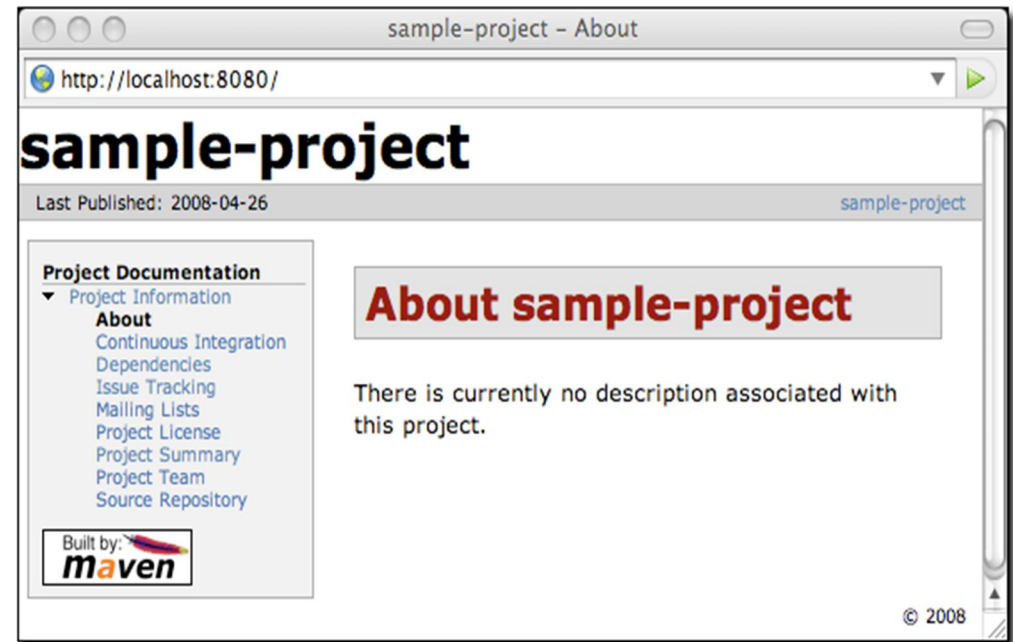 sample-project – About
http://localhost:8080/
sample-project
Last Published: 2008-04-26
sample-project
Project Documentation
Project Information
About
Continuous Integration
Dependencies
Issue Tracking
Mailing Lists
Project License
Project Summary
Project Team
Source Repository
Built by:
maven
About sample-project
There is currently no description associated with
this project.
© 2008